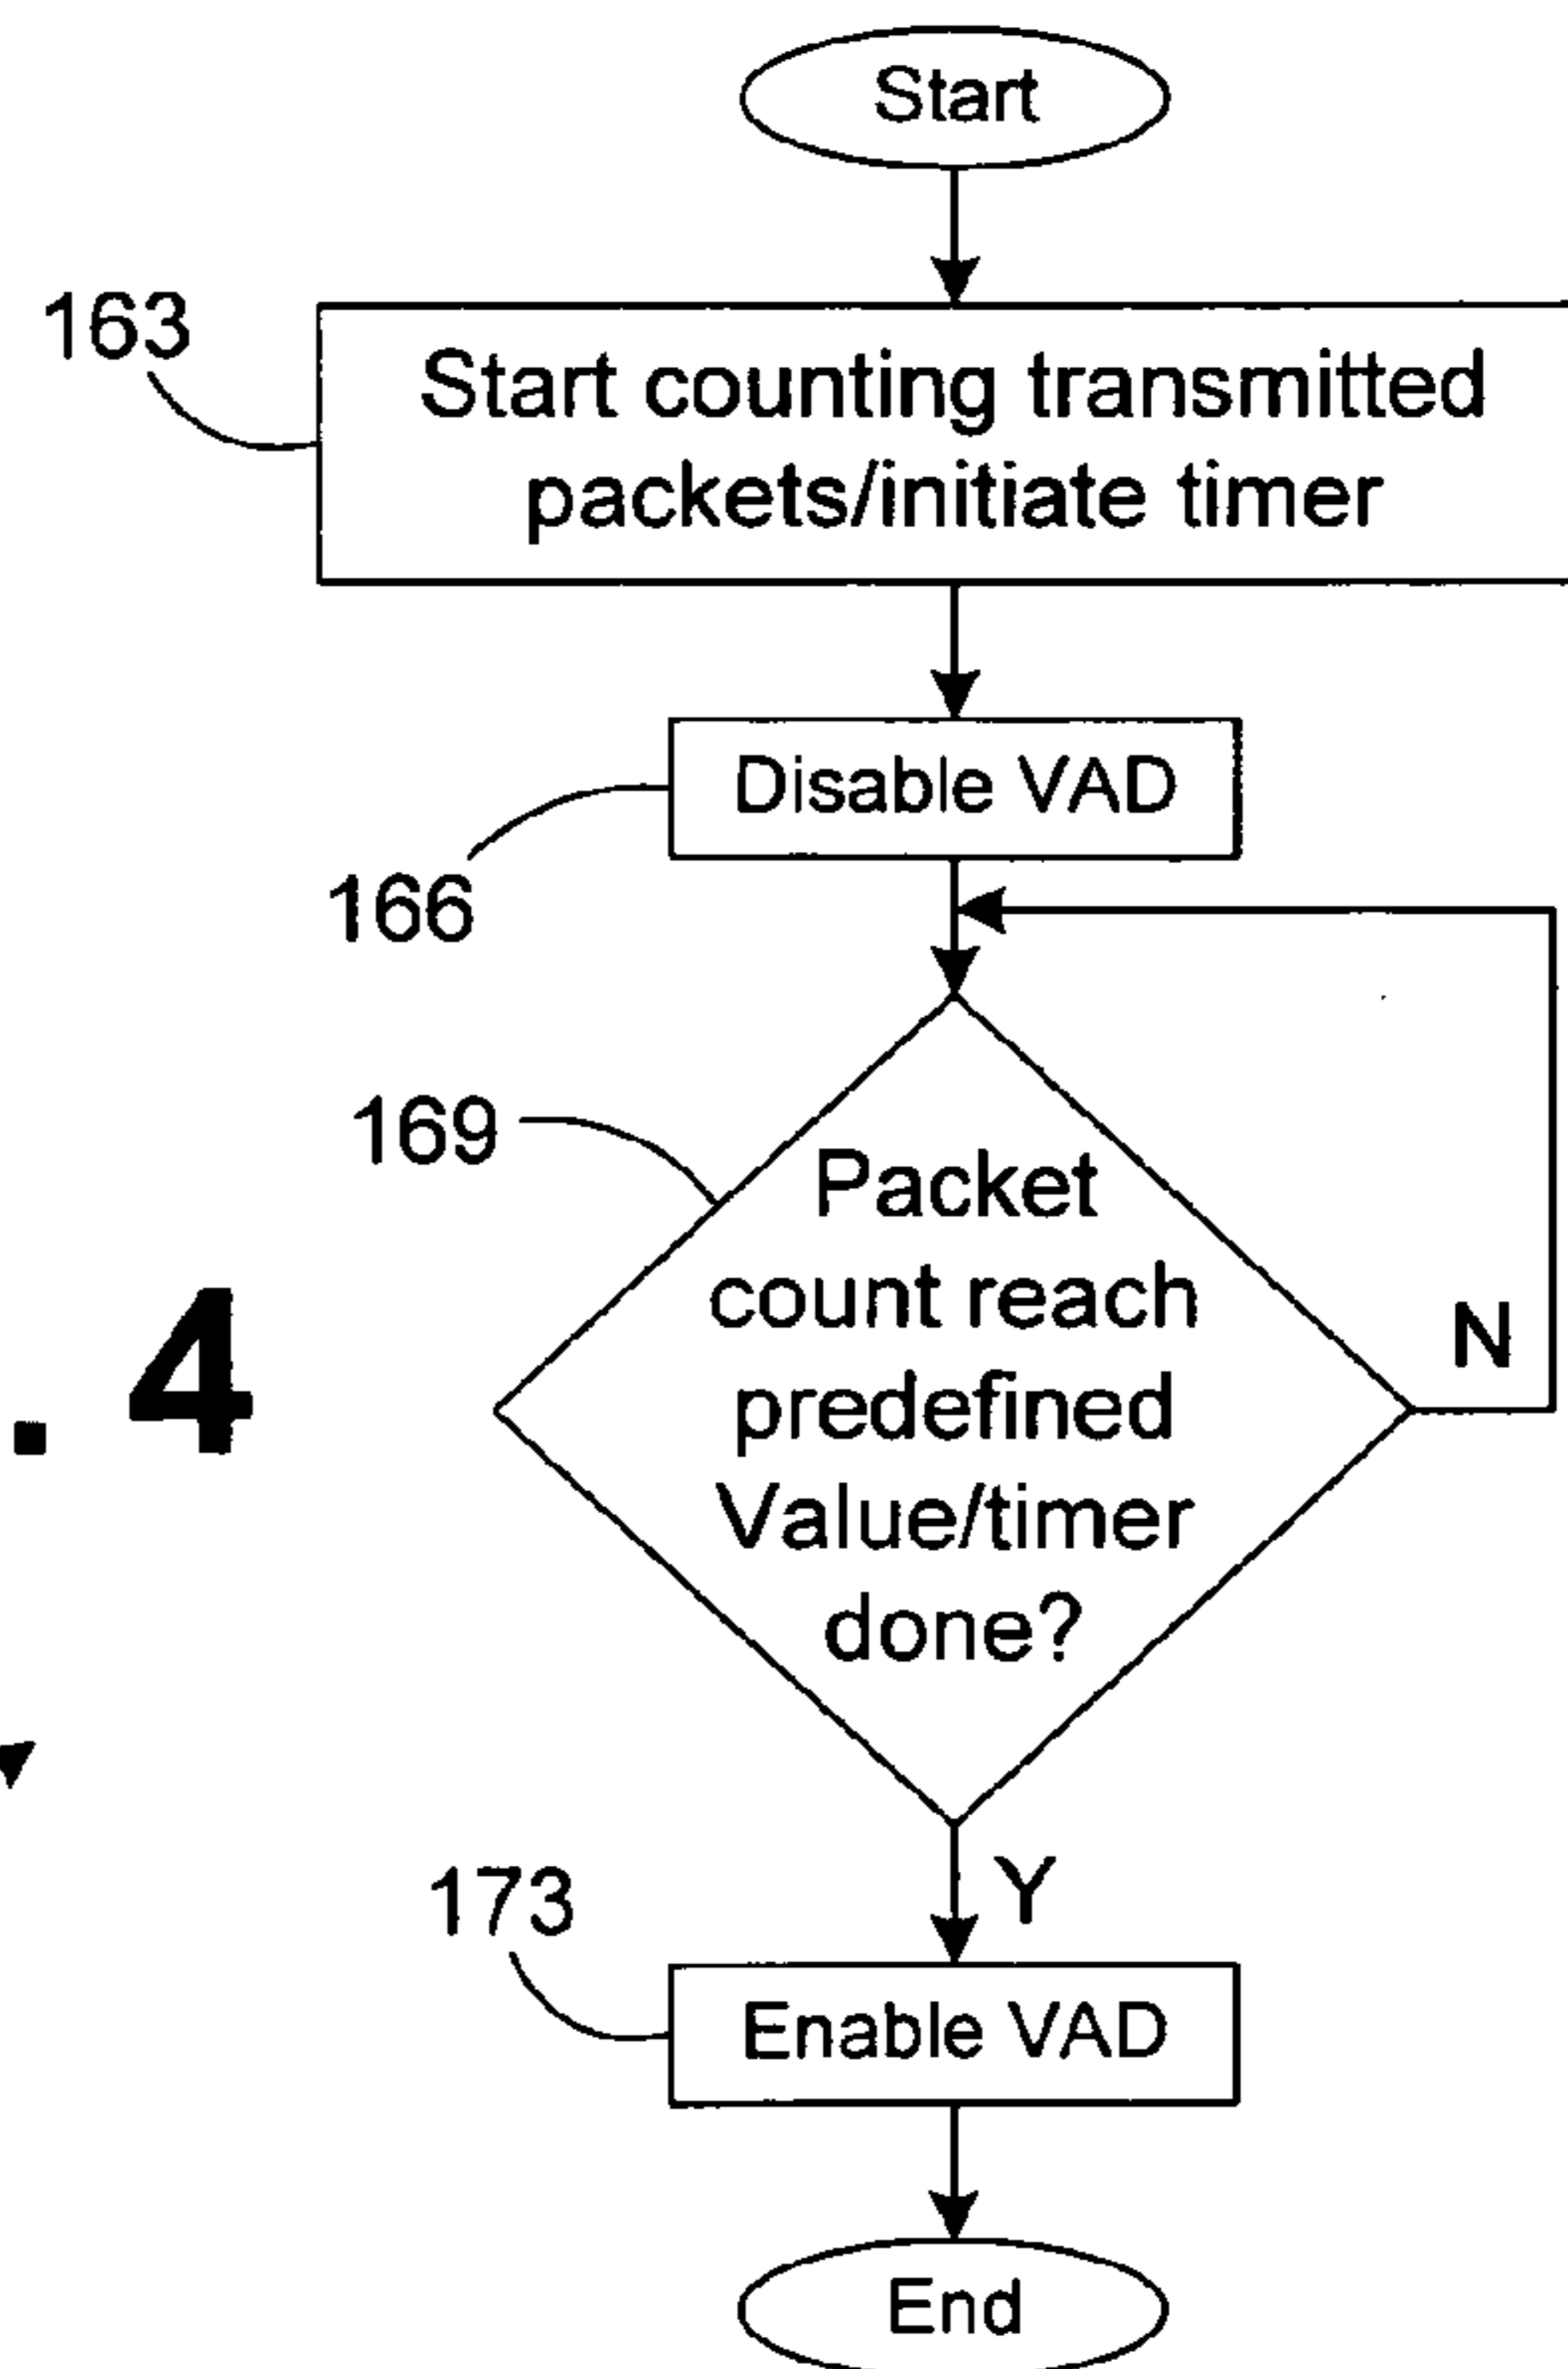 Start
163
Start counting transmitted
packets/initiate timer
Disable VAD
166
169
Packet
count reach
predefined
Value/timer
done?
N
. 4
Y
173
Enable VAD
End